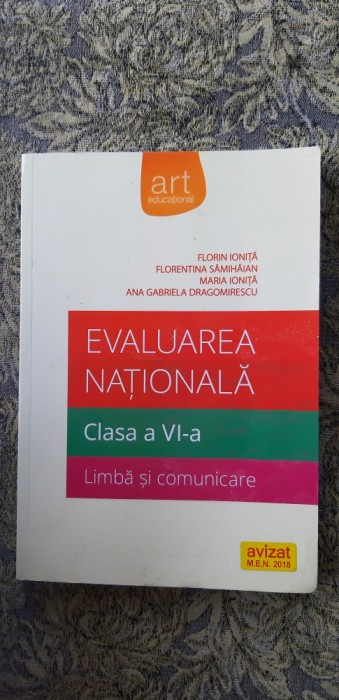 art
educațional
FLORIN IONIȚĂ
FLORENTINA SÂMIHĂIAN
MARIA IONIȚĂ
ANA GABRIELA DRAGOMIRESCU
EVALUAREA
NAȚIONALĂ
Clasa a VI-a
Limbă și comunicare
avizat
M.E.N. 2018